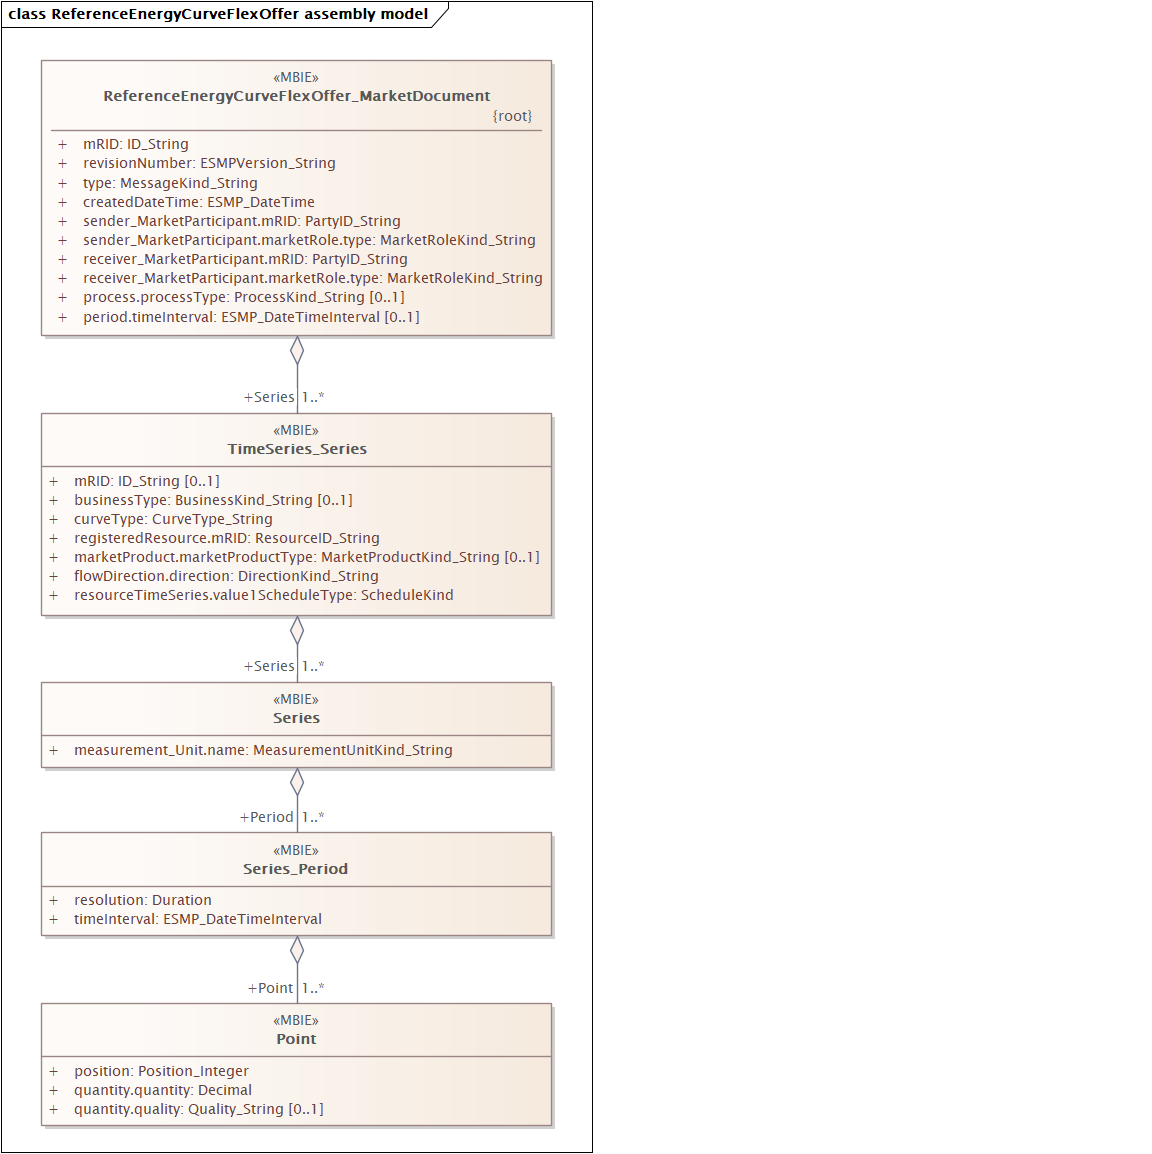 class ReferenceEnergyCurveFlexOffer assembly model
«MBIE»
ReferenceEnergyCurveFlexOffer_MarketDocument
{root}
+ mRID: ID_String
+ revisionNumber: ESMPVersion_String
+ type: MessageKind_String
+ createdDateTime: ESMP_DateTime
+ sender_MarketParticipant.mRID: PartyID_String
+ sender_MarketParticipant.marketRole.type: MarketRoleKind_String
+ receiver_MarketParticipant.mRID: PartyID_String
+ receiver_MarketParticipant.marketRole.type: MarketRoleKind_String
+ process.processType: ProcessKind_String [0..1]
+ period.timeInterval: ESMP_DateTimeInterval [0..1]
+Series 1..*
«MBIE»
TimeSeries_Series
+ mRID: ID_String [0..1]
+ businessType: BusinessKind_String [0..1]
+ curveType: CurveType_String
+ registeredResource.mRID: ResourceID_String
+ marketProduct.marketProductType: MarketProductKind_String [0..1]
+ flowDirection.direction: DirectionKind_String
+ resourceTimeSeries.value1ScheduleType: ScheduleKind
+Series 1..*
«MBIE»
Series
+ measurement_Unit.name: MeasurementUnitKind_String
+Period 1..*
«MBIE»
Series_Period
+ resolution: Duration
+ timeInterval: ESMP_DateTimeInterval
+Point 1..*
«MBIE»
Point
+ position: Position_Integer
+ quantity.quantity: Decimal
+ quantity.quality: Quality_String [0..1]